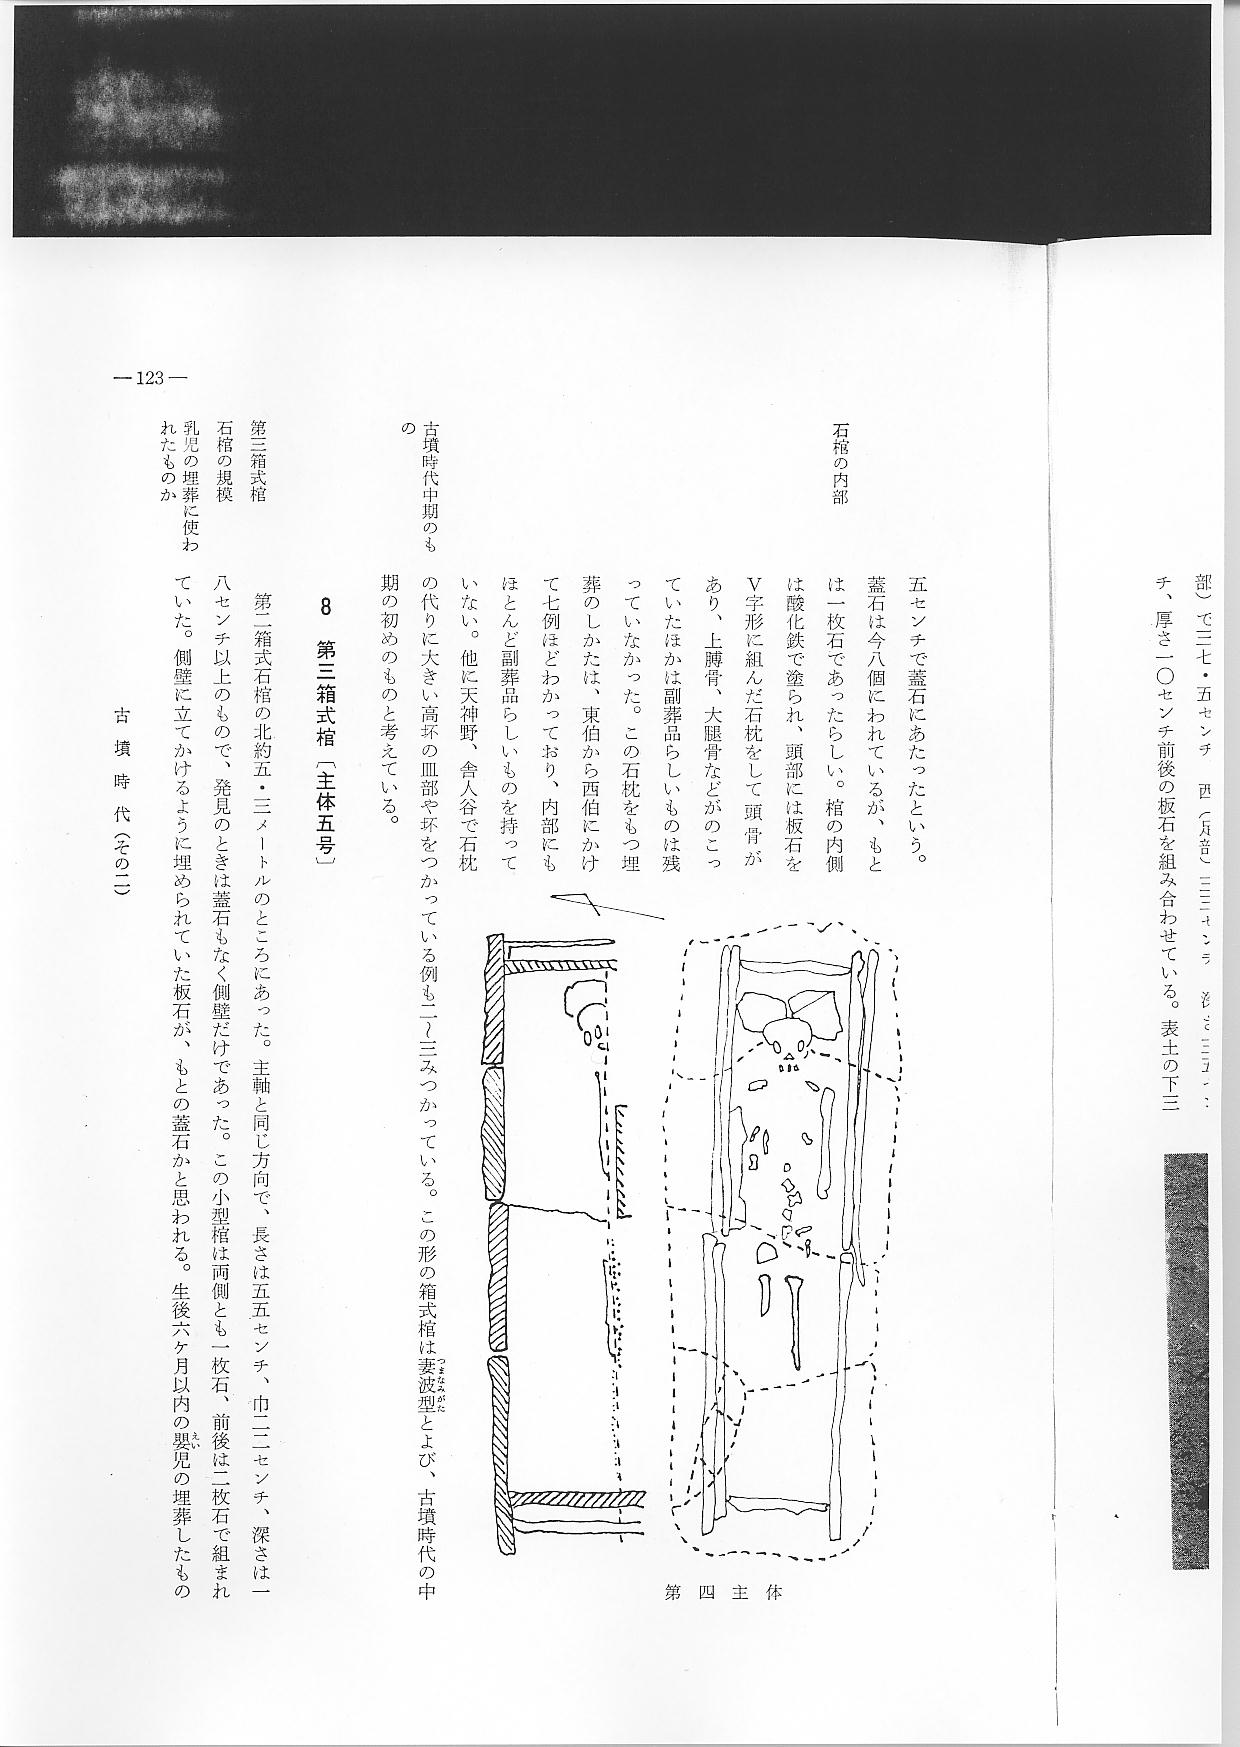 部）で三七・五センチ　西（足部）三三センチ
チ、厚さ一〇センチ前後の板石を組み合わせている。表土の下三
五センチで蓋石にあたったという。
石棺の内部
蓋石は今八個にわれているが、もと
は一枚石であったらしい。棺の内側
は酸化鉄で塗られ、頭部には板石を
Ｖ字形に組んだ石枕をして頭骨が
あり、上膊骨、大腿骨などがのこっ
ていたほかは副葬品らしいものは残
っていなかった。この石枕をもつ埋
葬のしかたは、東伯から西伯にかけ
て七例ほどわかっており、内部にも
ほとんど副葬品らしいものを持って
いない。他に天神野、舎人谷で石枕
古墳時代中期のも
の
の代りに大きい高坏の皿部や坏をつかっている例も二～三みつかっている。この形の箱式棺は妻波型とよび、古墳時代の中
つまなみがた
期の初めのものと考えている。
第四主体
8　第三箱式棺〔主体五号〕
第三箱式棺
第二箱式石棺の北約五・三メートルのところにあった。主軸と同じ方向で、長さは五五センチ、巾二二センチ、深さは一
石棺の規模
八センチ以上のもので、発見のときは蓋石もなく側壁だけであった。この小型棺は両側とも一枚石、前後は二枚石で組まれ
乳児の埋葬に使わ
れたものか
ていた。側壁に立てかけるように埋められていた板石が、もとの蓋石かと思われる。生後六ケ月以内の嬰児の埋葬したもの
えい
古墳時代（その二）
—123—